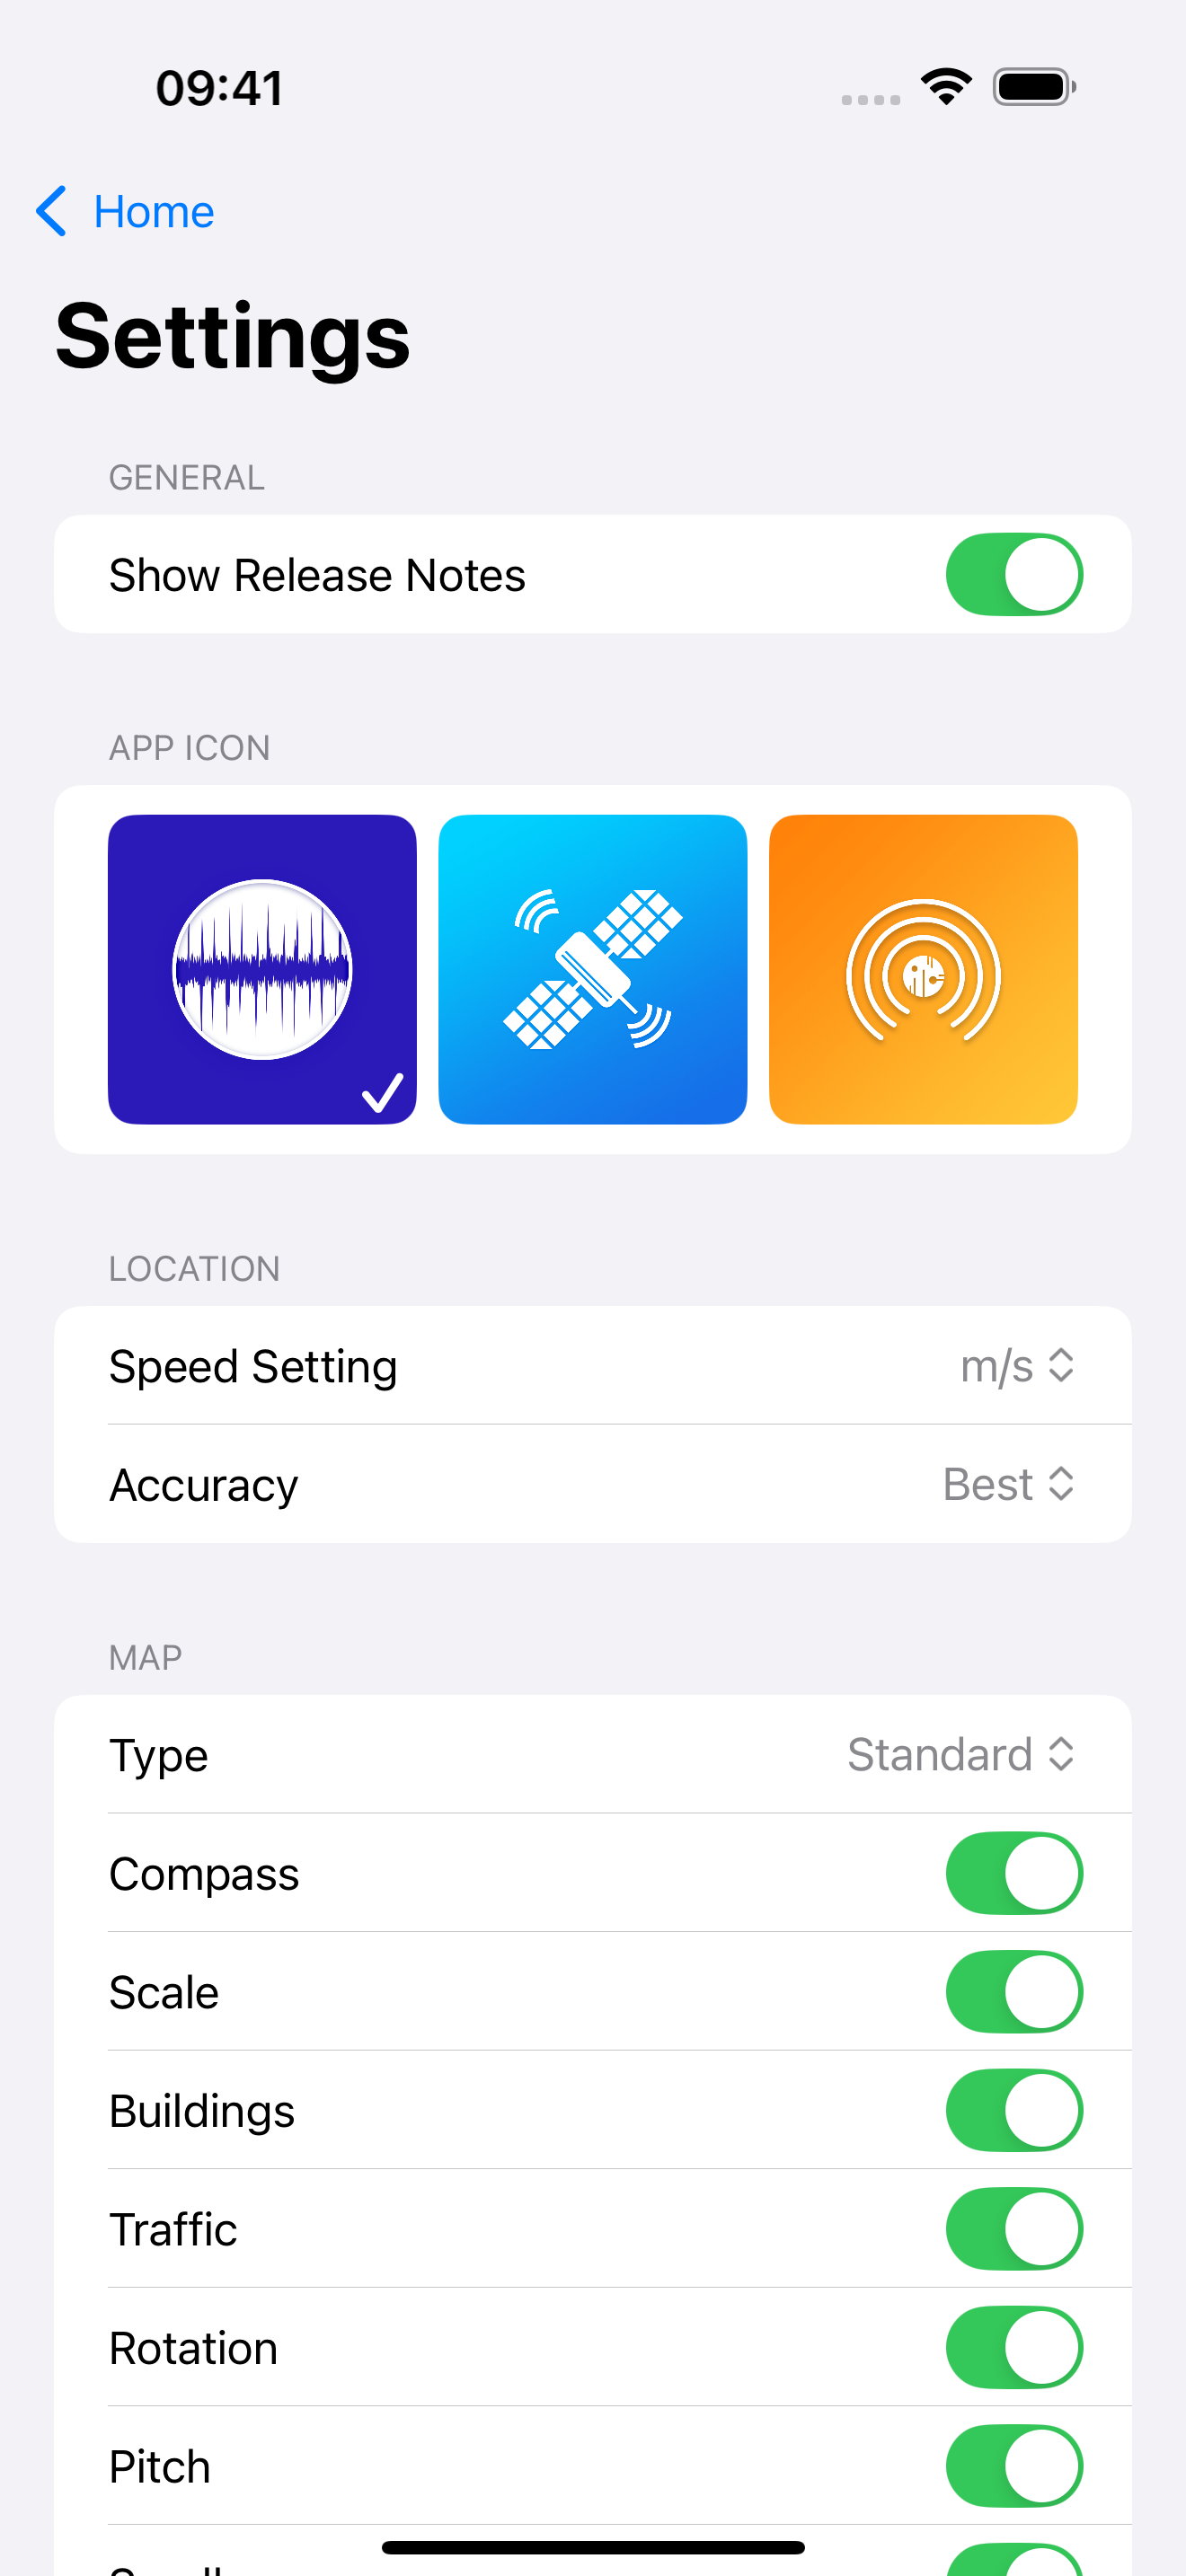 09:41
Home
Settings
GENERAL
Show Release Notes
APP ICON
LOCATION
Speed Setting m/s
Accuracy Best
MAP
Type Standard
Compass
Scale
Buildings
Traffic
Rotation
Pitch